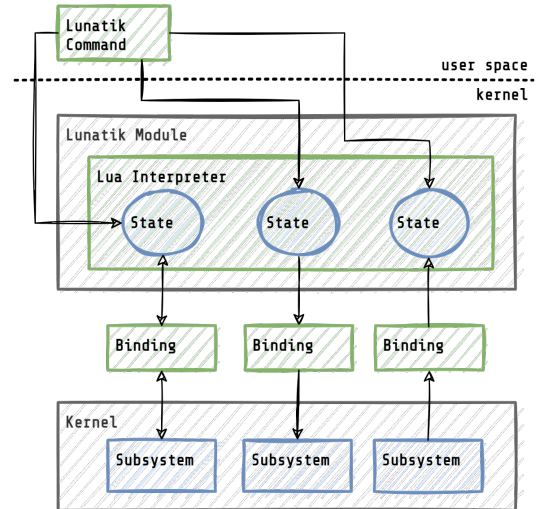 Lunatik
Command
user space
kernel
Lunatik Module
Lua Interpreter
State
State
State
Binding
Binding
Binding
Kernel
Subsystem
Subsystem
Subsystem